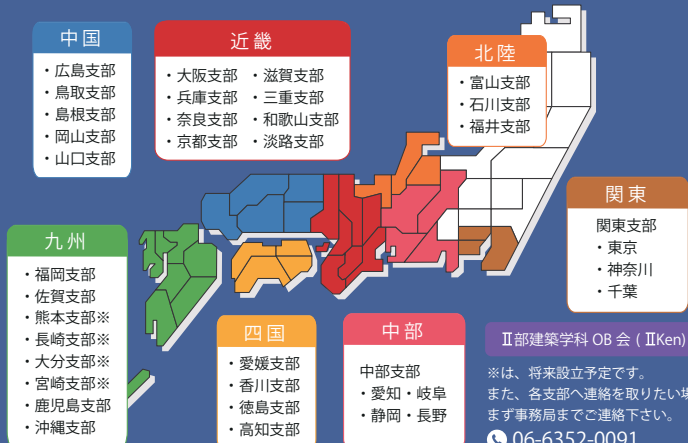 中国
・広島支部
・鳥取支部
・島根支部
・岡山支部
・山口支部
近畿
・大阪支部 ・滋賀支部
・兵庫支部 ・三重支部
・奈良支部 ・和歌山支部
・京都支部 ・淡路支部
北陸
・富山支部
・石川支部
・福井支部
関東
関東支部
・東京
・神奈川
・千葉
九州
・福岡支部
・佐賀支部
・熊本支部※
・長崎支部※
・大分支部※
・宮崎支部※
・鹿児島支部
・沖縄支部
四国
・愛媛支部
・香川支部
・徳島支部
・高知支部
中部
中部支部
・愛知・岐阜
・静岡・長野
Ⅱ部建築学科 OB 会 ( ⅡKen)
※は、将来設立予定です。
また、各支部へ連絡を取りたい場
まず事務局までご連絡下さい。
06-6352-0091